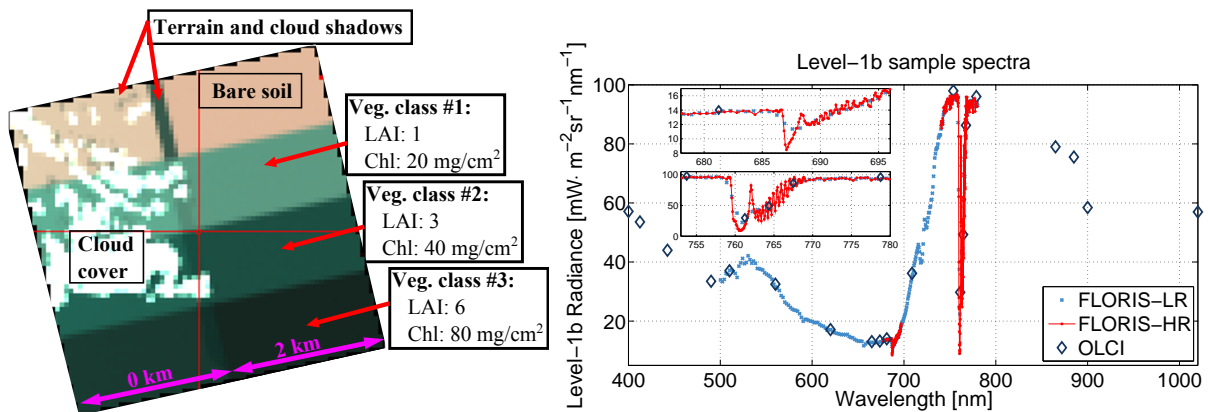 Terrain and cloud shadows
Bare soil
Veg. class #1:
LAI: 1
Chl: 20 mg/cm²
Veg. class #2:
LAI: 3
Chl: 40 mg/cm²
Cloud
cover
Veg. class #3:
LAI: 6
Chl: 80 mg/cm²
0 km
2 km
Level−1b sample spectra
Level−1b Radiance [mW· m⁻²sr⁻¹nm⁻¹]
100
80
60
40
20
400 500 600 700 800 900 1000
Wavelength [nm]
16
14
12
10
8
680 685 690 695
100
50
0
755 760 765 770 775 780
FLORIS−LR
FLORIS−HR
OLCI